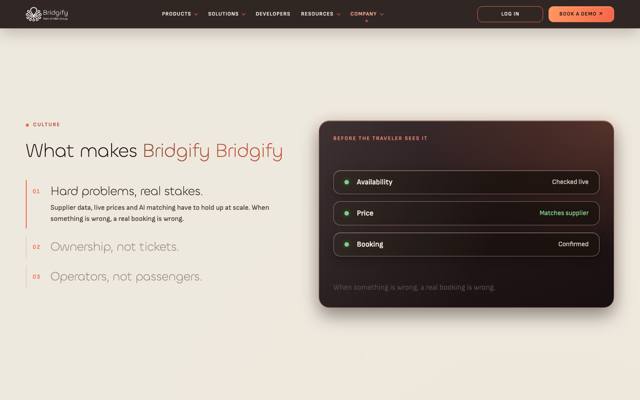 Bridgify
PRODUCTS
SOLUTIONS
DEVELOPERS
RESOURCES
COMPANY
LOG IN
BOOK A DEMO ↗
CULTURE
What makes Bridgify Bridgify
01
Hard problems, real stakes.
Supplier data, live prices and AI matching have to hold up at scale. When
something is wrong, a real booking is wrong.
02
Ownership, not tickets.
03
Operators, not passengers.
BEFORE THE TRAVELER SEES IT
Availability
Checked live
Price
Matches supplier
Booking
Confirmed
When something is wrong, a real booking is wrong.